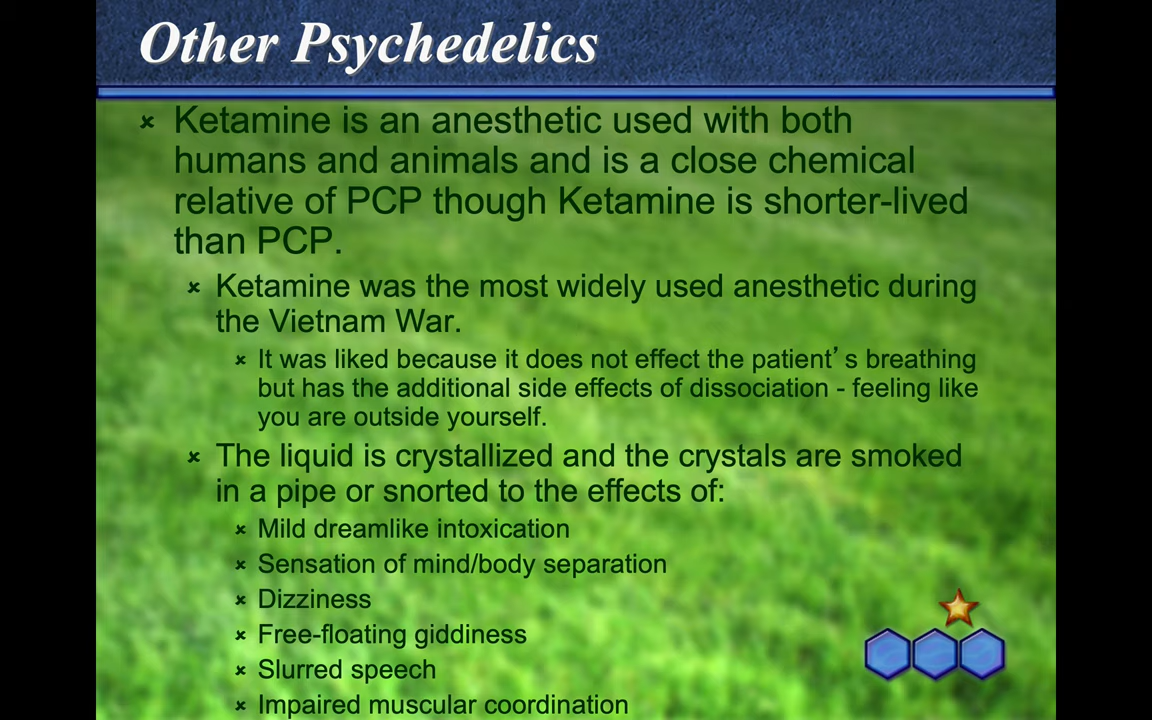 Other Psychedelics
Ketamine is an anesthetic used with both
humans and animals and is a close chemical
relative of PCP though Ketamine is shorter-lived
than PCP.
Ketamine was the most widely used anesthetic during
the Vietnam War.
It was liked because it does not effect the patient’s breathing
but has the additional side effects of dissociation - feeling like
you are outside yourself.
The liquid is crystallized and the crystals are smoked
in a pipe or snorted to the effects of:
Mild dreamlike intoxication
Sensation of mind/body separation
Dizziness
Free-floating giddiness
Slurred speech
Impaired muscular coordination